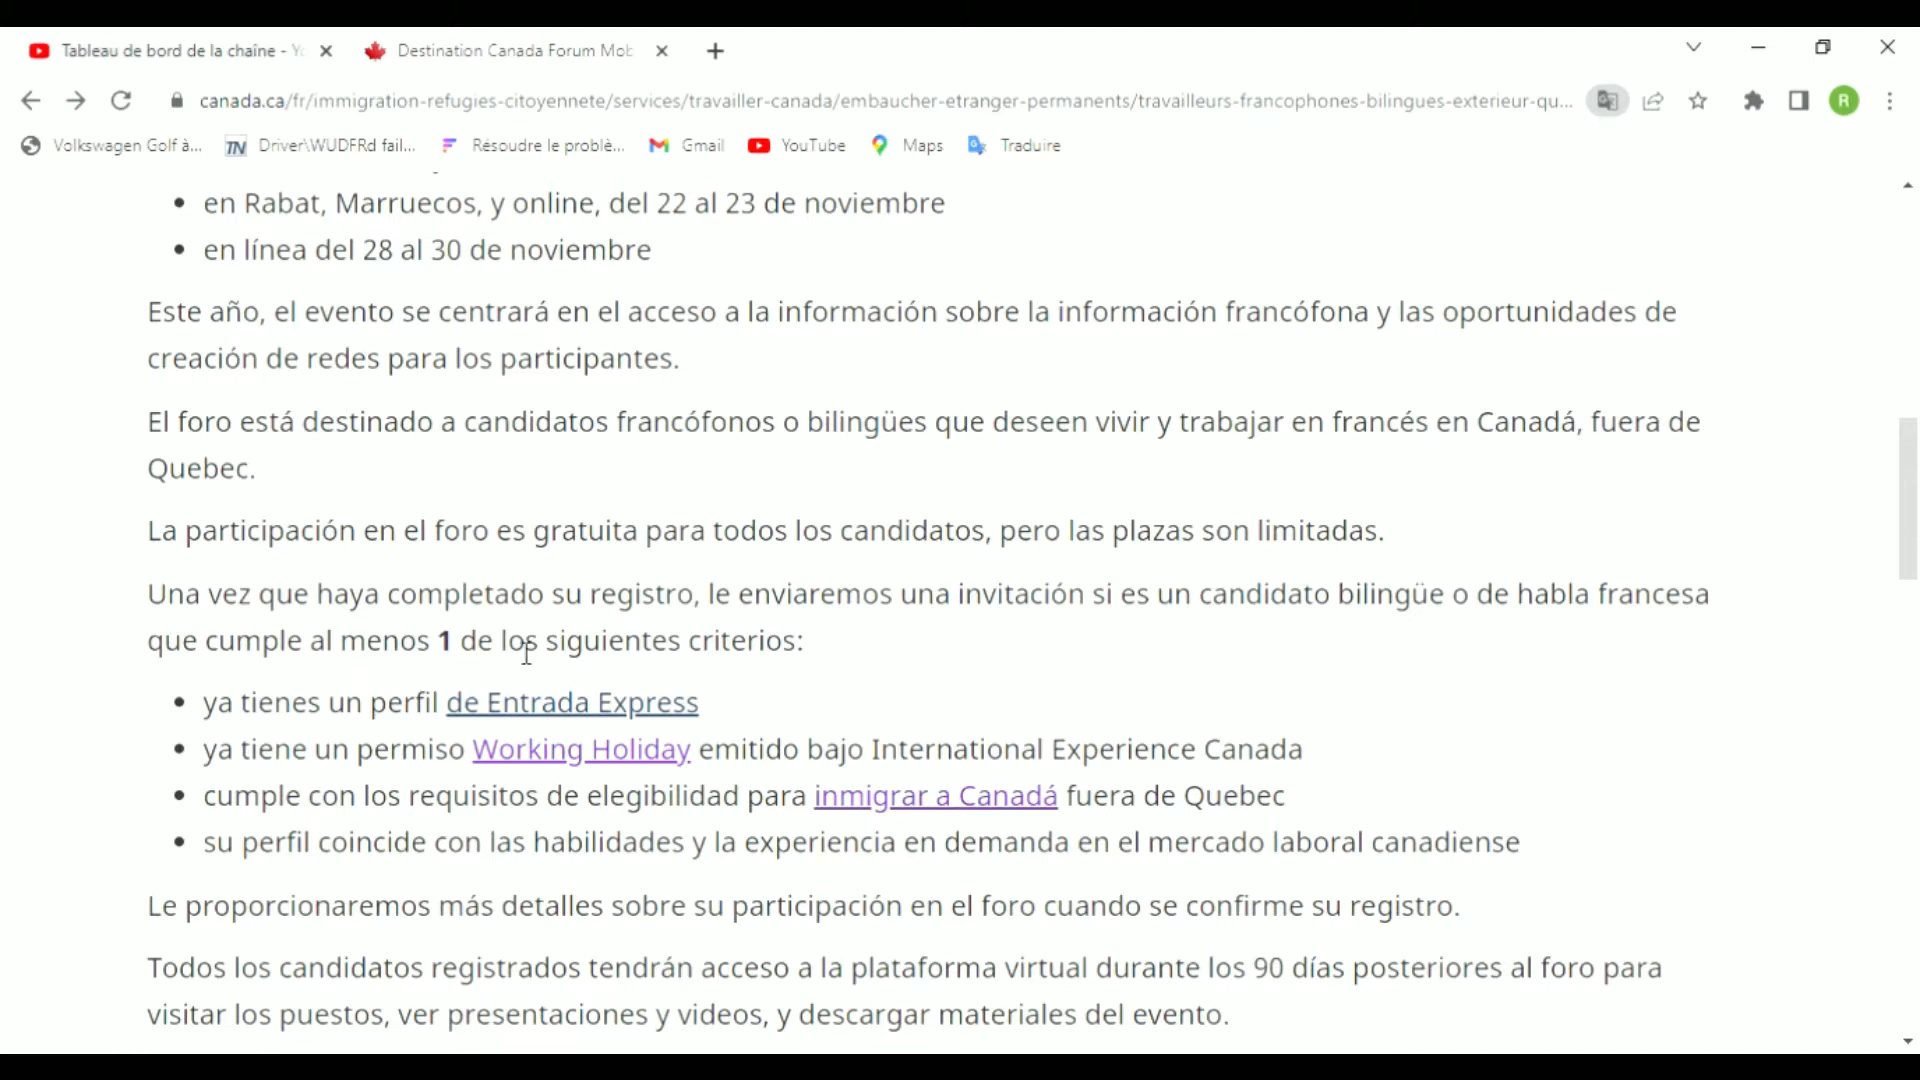 Tableau de bord de la chaîne - Yo
Destination Canada Forum Mob
canada.ca/fr/immigration-refugies-citoyennete/services/travailler-canada/embaucher-etranger-permanents/travailleurs-francophones-bilingues-exterieur-qu...
R
Volkswagen Golf à...
TN Driver\WUDFRd fail...
Résoudre le problè...
Gmail
YouTube
Maps
Traduire
• en Rabat, Marruecos, y online, del 22 al 23 de noviembre
• en línea del 28 al 30 de noviembre
Este año, el evento se centrará en el acceso a la información sobre la información francófona y las oportunidades de
creación de redes para los participantes.
El foro está destinado a candidatos francófonos o bilingües que deseen vivir y trabajar en francés en Canadá, fuera de
Quebec.
La participación en el foro es gratuita para todos los candidatos, pero las plazas son limitadas.
Una vez que haya completado su registro, le enviaremos una invitación si es un candidato bilingüe o de habla francesa
que cumple al menos 1 de los siguientes criterios:
• ya tienes un perfil de Entrada Express
• ya tiene un permiso Working Holiday emitido bajo International Experience Canada
• cumple con los requisitos de elegibilidad para inmigrar a Canadá fuera de Quebec
• su perfil coincide con las habilidades y la experiencia en demanda en el mercado laboral canadiense
Le proporcionaremos más detalles sobre su participación en el foro cuando se confirme su registro.
Todos los candidatos registrados tendrán acceso a la plataforma virtual durante los 90 días posteriores al foro para
visitar los puestos, ver presentaciones y videos, y descargar materiales del evento.